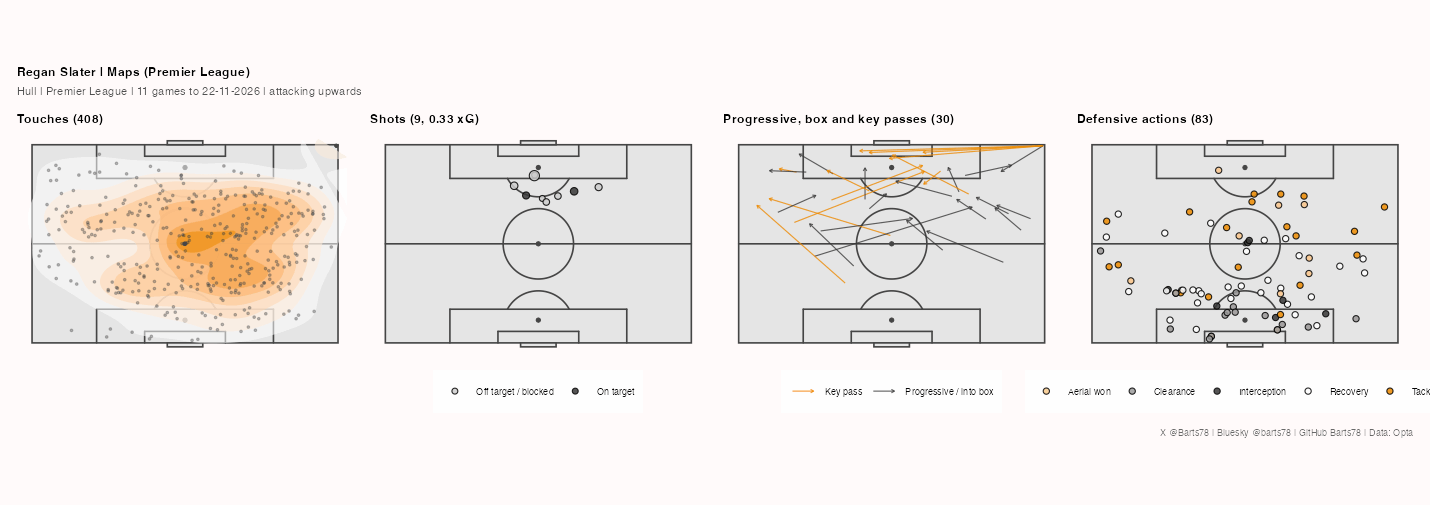 Regan Slater | Maps (Premier League)
Hull | Premier League | 11 games to 22-11-2026 | attacking upwards
Touches (408)
Shots (9, 0.33 xG)
Progressive, box and key passes (30)
Defensive actions (83)
Off target / blocked
On target
Key pass
Progressive / into box
Aerial won
Clearance
Interception
Recovery
Tack
X @Barts78 | Bluesky @barts78 | GitHub Barts78 | Data: Opta